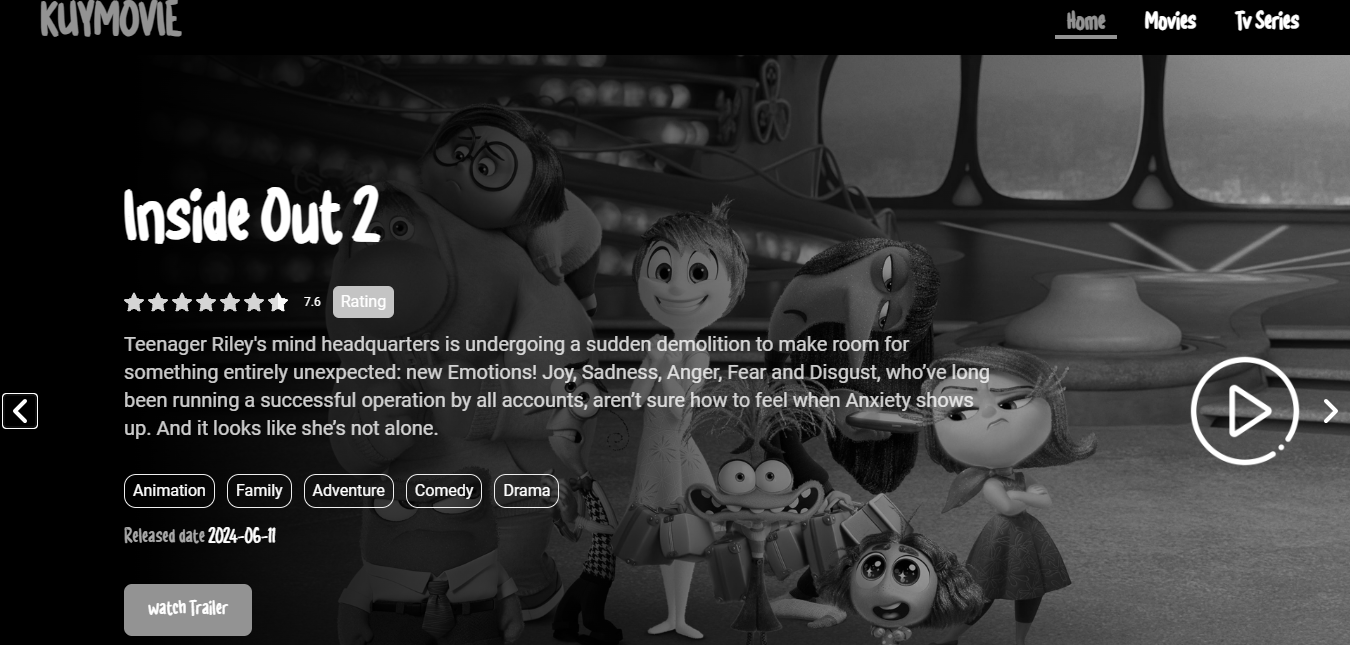 KUYMOVIE
Home Movies Tv Series
Inside Out 2
7.6 Rating
Teenager Riley's mind headquarters is undergoing a sudden demolition to make room for
something entirely unexpected: new Emotions! Joy, Sadness, Anger, Fear and Disgust, who’ve long
been running a successful operation by all accounts, aren’t sure how to feel when Anxiety shows
up. And it looks like she’s not alone.
Animation Family Adventure Comedy Drama
Released date 2024-06-11
watch Trailer